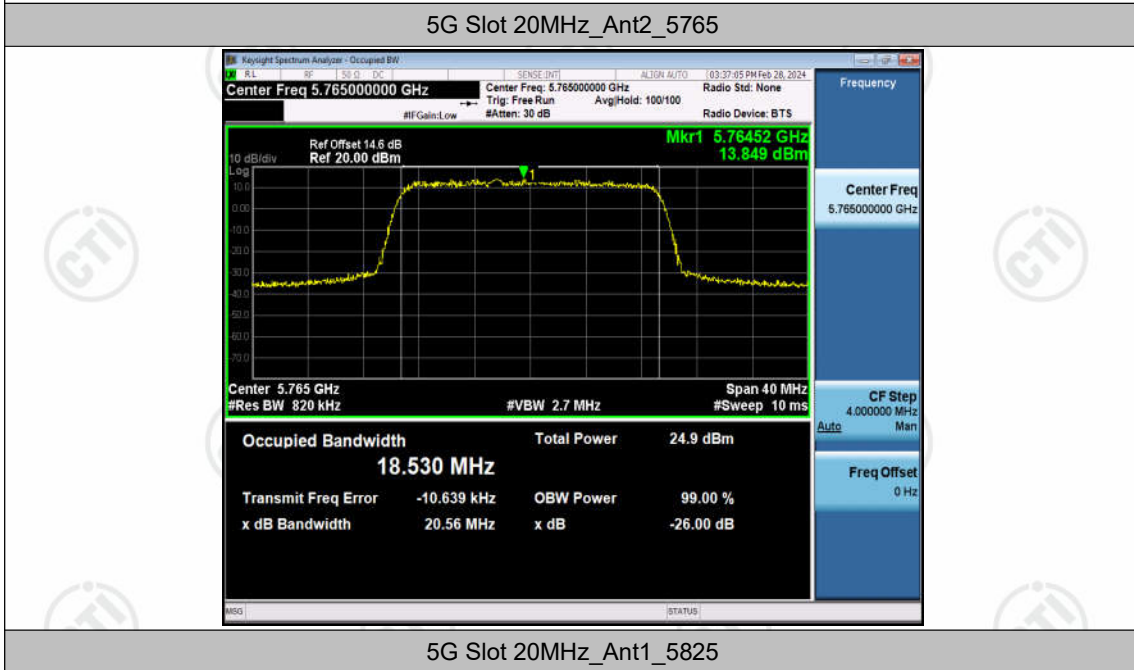 5G Slot 20MHz_Ant2_5765
Keysight Spectrum Analyzer - Occupied BW
RL RF 50 Ω DC SENSE:INT ALIGN AUTO 03:37:05 PM Feb 28, 2024
Center Freq 5.765000000 GHz Center Freq: 5.765000000 GHz Radio Std: None
Trig: Free Run Avg|Hold: 100/100
#IFGain:Low #Atten: 30 dB Radio Device: BTS
Frequency
Mkr1 5.76452 GHz
13.849 dBm
Ref Offset 14.6 dB
10 dB/div Ref 20.00 dBm
Log
10.0
0.00
-10.0
-20.0
-30.0
-40.0
-50.0
-60.0
-70.0
1
Center Freq
5.765000000 GHz
Center 5.765 GHz Span 40 MHz
#Res BW 820 kHz #VBW 2.7 MHz #Sweep 10 ms
CF Step
4.000000 MHz
Auto Man
Occupied Bandwidth Total Power 24.9 dBm
18.530 MHz
Transmit Freq Error -10.639 kHz OBW Power 99.00 %
x dB Bandwidth 20.56 MHz x dB -26.00 dB
Freq Offset
0 Hz
MSG STATUS
CTI
CTI
5G Slot 20MHz_Ant1_5825